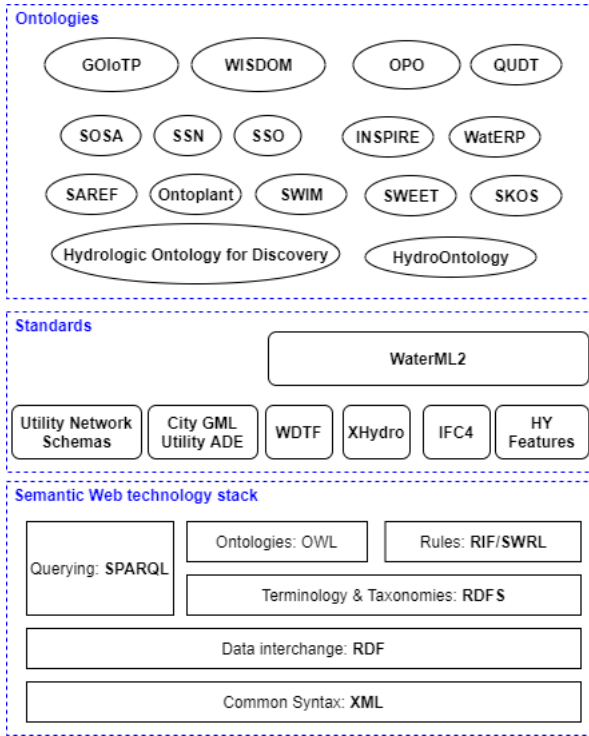 Ontologies
GOIoTP
WISDOM
OPO
QUDT
SOSA
SSN
SSO
INSPIRE
WatERP
SAREF
Ontoplant
SWIM
SWEET
SKOS
Hydrologic Ontology for Discovery
HydroOntology
Standards
WaterML2
Utility Network
Schemas
City GML
Utility ADE
WDTF
XHydro
IFC4
HY
Features
Semantic Web technology stack
Querying: SPARQL
Ontologies: OWL
Rules: RIF/SWRL
Terminology & Taxonomies: RDFS
Data interchange: RDF
Common Syntax: XML